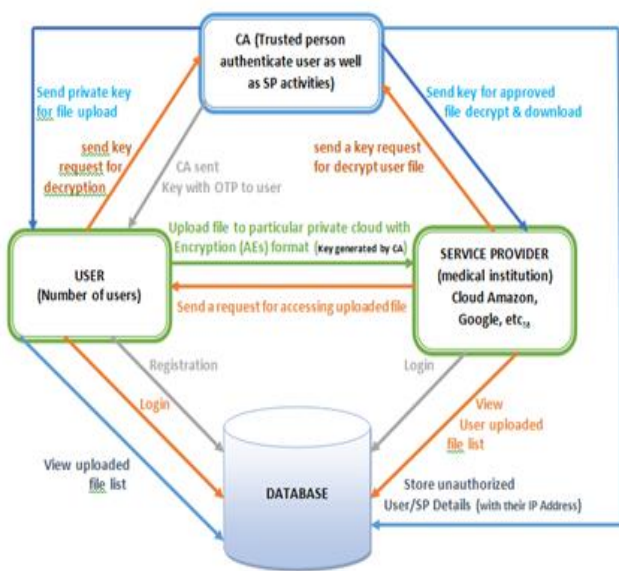 CA (Trusted person
authenticate user as well
as SP activities)
Send private key
for file upload
send key
request for
decryption
CA sent
Key with OTP to user
send a key request
for decrypt user file
Send key for approved
file decrypt & download
Upload file to particular private cloud with
Encryption (AEs) format (Key generated by CA)
USER
(Number of users)
SERVICE PROVIDER
(medical institution)
Cloud Amazon,
Google, etc.,
Send a request for accessing uploaded file
Registration
Login
Login
View
User uploaded
file list
View uploaded
file list
DATABASE
Store unauthorized
User/SP Details (with their IP Address)